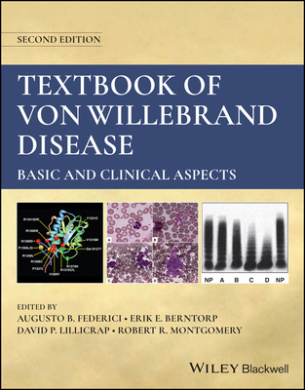 SECOND EDITION
TEXTBOOK OF
VON WILLEBRAND
DISEASE
BASIC AND CLINICAL ASPECTS
NP A B C D NP
EDITED BY
AUGUSTO B. FEDERICI • ERIK E. BERNTORP
DAVID P. LILLICRAP • ROBERT R. MONTGOMERY
WILEY Blackwell